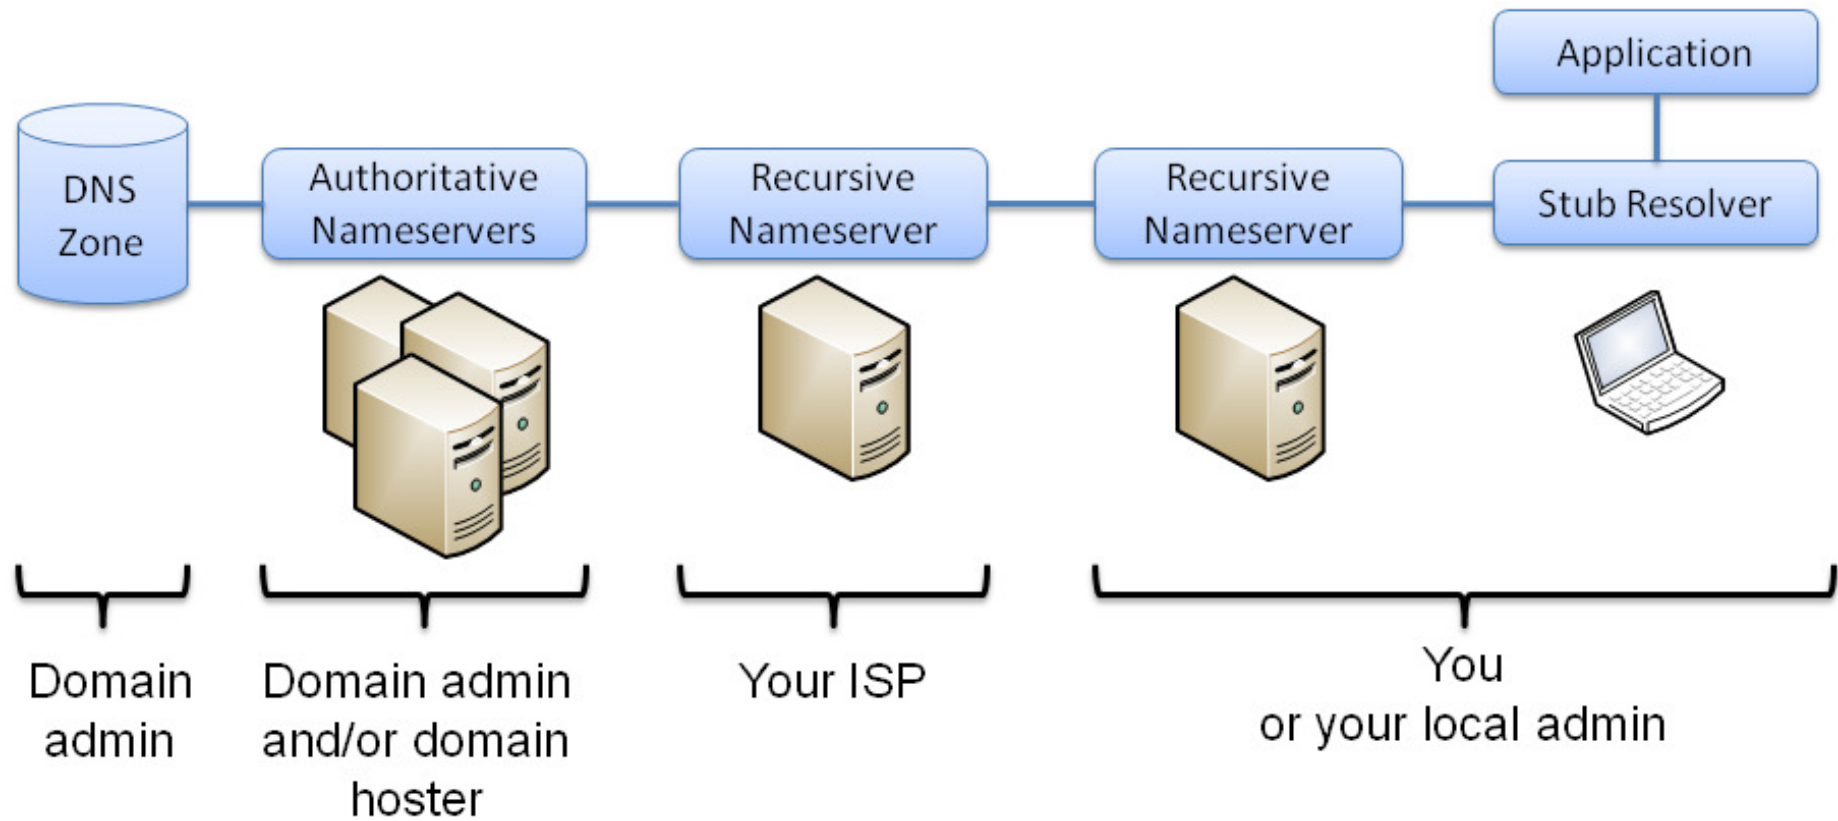 Application
DNS
Zone
Authoritative
Nameservers
Recursive
Nameserver
Recursive
Nameserver
Stub Resolver
Domain
admin
Domain admin
and/or domain
hoster
Your ISP
You
or your local admin